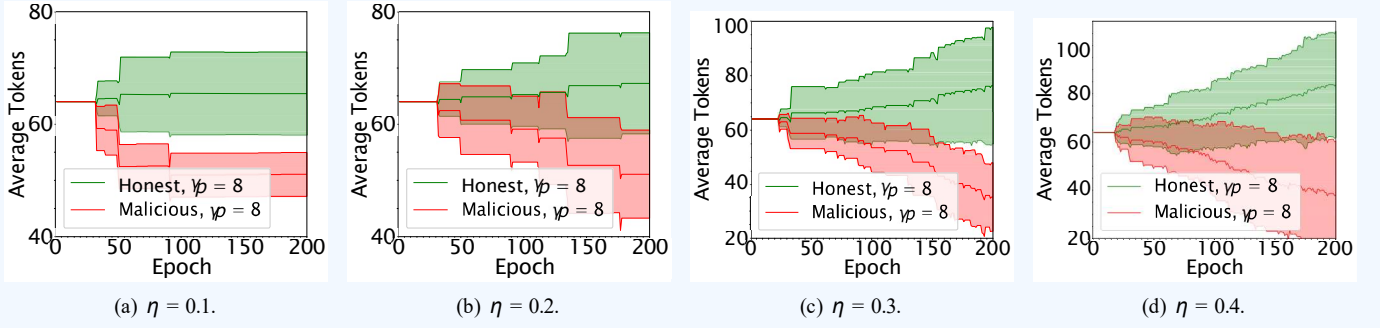 80
60
40
Average Tokens
Honest, γp = 8
Malicious, γp = 8
0 50 100 150 200
Epoch
(a) η = 0.1.
80
60
40
Average Tokens
Honest, γp = 8
Malicious, γp = 8
0 50 100 150 200
Epoch
(b) η = 0.2.
100
80
60
40
20
Average Tokens
Honest, γp = 8
Malicious, γp = 8
0 50 100 150 200
Epoch
(c) η = 0.3.
100
80
60
40
20
Average Tokens
Honest, γp = 8
Malicious, γp = 8
0 50 100 150 200
Epoch
(d) η = 0.4.